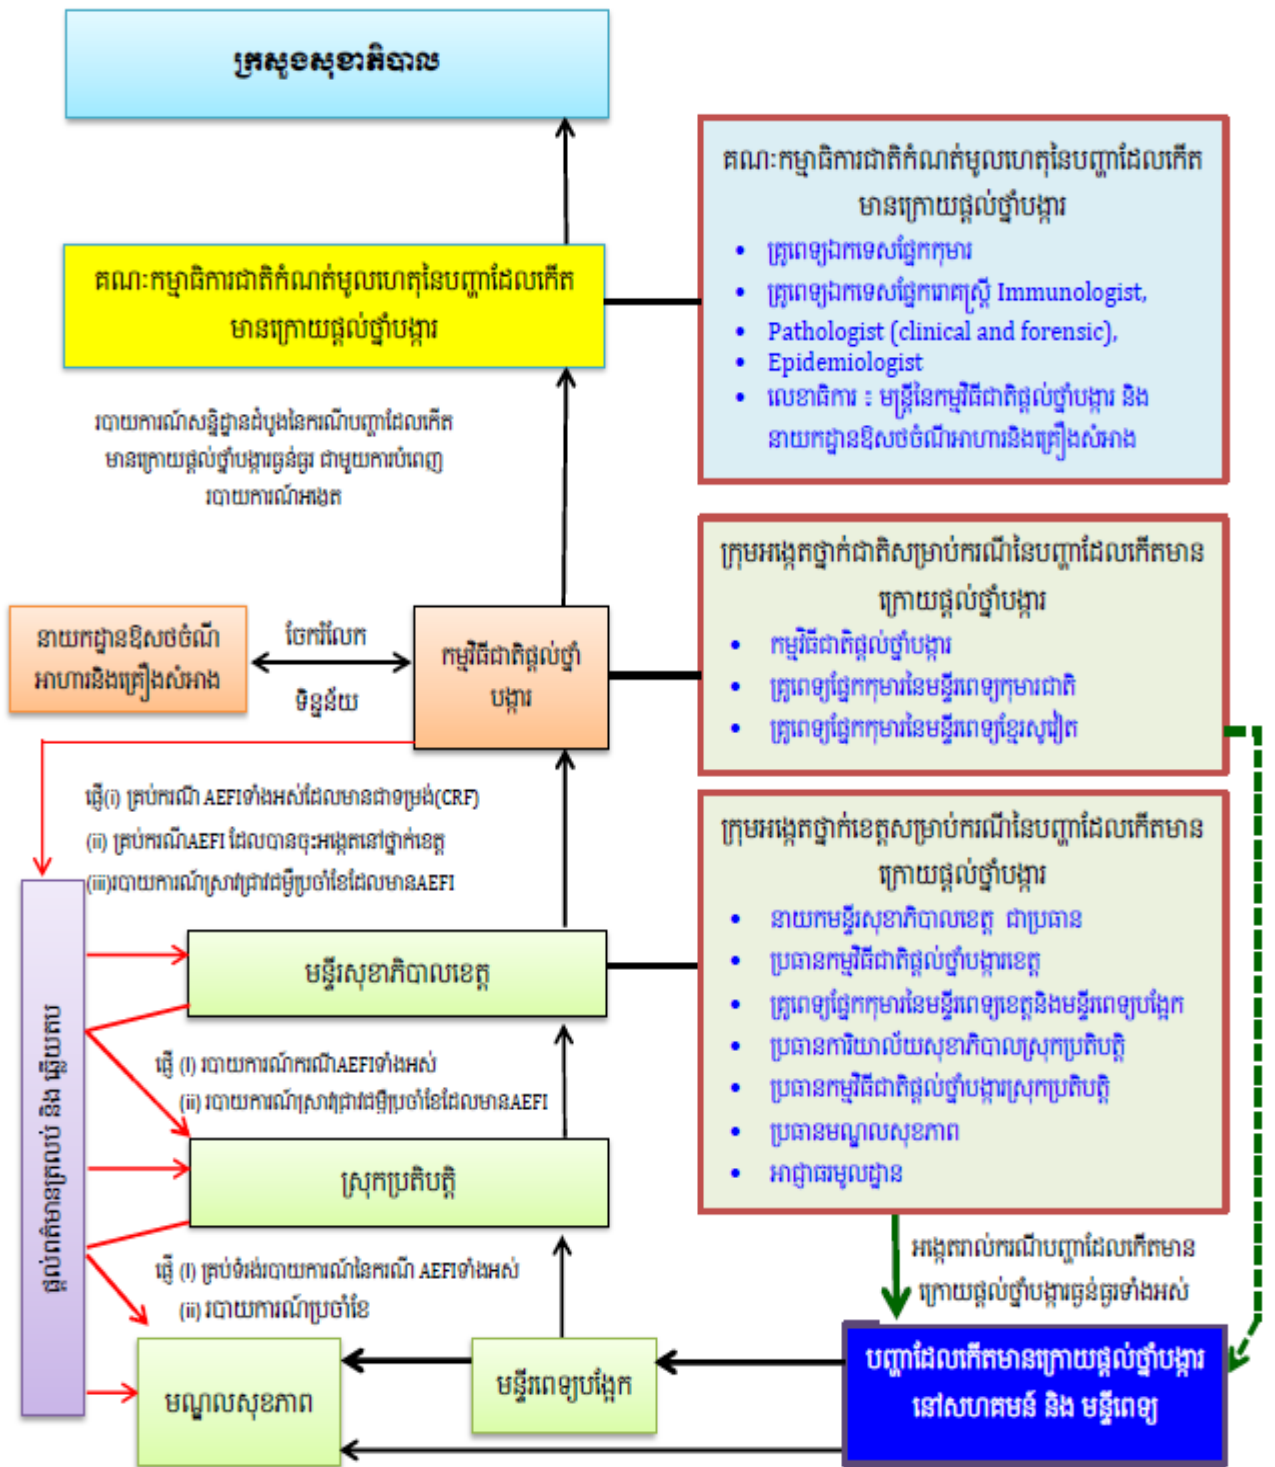 ក្រសួងសុខាភិបាល
គណៈកម្មាធិការជាតិកំណត់មូលហេតុនៃបញ្ហាដែលកើត
មានក្រោយផ្តល់ថ្នាំបង្ការ
• គ្រូពេទ្យឯកទេសផ្នែកកុមារ
• គ្រូពេទ្យឯកទេសផ្នែករោគស្ត្រី Immunologist,
• Pathologist (clinical and forensic),
• Epidemiologist
• លេខាធិការ ៖ មន្ត្រីនៃកម្មវិធីជាតិផ្តល់ថ្នាំបង្ការ និង
នាយកដ្ឋានឱសថចំណីអាហារនិងគ្រឿងសំអាង
គណៈកម្មាធិការជាតិកំណត់មូលហេតុនៃបញ្ហាដែលកើត
មានក្រោយផ្តល់ថ្នាំបង្ការ
របាយការណ៍សន្និដ្ឋានដំបូងនៃករណីបញ្ហាដែលកើត
មានក្រោយផ្តល់ថ្នាំបង្ការធ្ងន់ធ្ងរ ជាមួយការបំពេញ
របាយការណ៍អង្កេត
ក្រុមអង្កេតថ្នាក់ជាតិសម្រាប់ករណីនៃបញ្ហាដែលកើតមាន
ក្រោយផ្តល់ថ្នាំបង្ការ
• កម្មវិធីជាតិផ្តល់ថ្នាំបង្ការ
• គ្រូពេទ្យផ្នែកកុមារនៃមន្ទីរពេទ្យកុមារជាតិ
• គ្រូពេទ្យផ្នែកកុមារនៃមន្ទីរពេទ្យខ្មែរសូវៀត
នាយកដ្ឋានឱសថចំណី
អាហារនិងគ្រឿងសំអាង
ចែករំលែក
ទិន្នន័យ
កម្មវិធីជាតិផ្តល់ថ្នាំ
បង្ការ
ផ្ញើ(i) គ្រប់ករណី AEFIទាំងអស់ដែលមានជាទម្រង់(CRF)
(ii) គ្រប់ករណីAEFI ដែលបានចុះអង្កេតនៅថ្នាក់ខេត្ត
(iii)របាយការណ៍ស្រាវជ្រាវជម្ងឺប្រចាំខែដែលមានAEFI
ក្រុមអង្កេតថ្នាក់ខេត្តសម្រាប់ករណីនៃបញ្ហាដែលកើតមាន
ក្រោយផ្តល់ថ្នាំបង្ការ
• នាយកមន្ទីរសុខាភិបាលខេត្ត ជាប្រធាន
• ប្រធានកម្មវិធីជាតិផ្តល់ថ្នាំបង្ការខេត្ត
• គ្រូពេទ្យផ្នែកកុមារនៃមន្ទីរពេទ្យខេត្តនិងមន្ទីរពេទ្យបង្អែក
• ប្រធានការិយាល័យសុខាភិបាលស្រុកប្រតិបត្តិ
• ប្រធានកម្មវិធីជាតិផ្តល់ថ្នាំបង្ការស្រុកប្រតិបត្តិ
• ប្រធានមណ្ឌលសុខភាព
• អាជ្ញាធរមូលដ្ឋាន
មន្ទីរសុខាភិបាលខេត្ត
ផ្តល់ព័ត៌មានត្រលប់ និង ឆ្លើយតប
ផ្ញើ (I) របាយការណ៍ករណីAEFIទាំងអស់
(ii) របាយការណ៍ស្រាវជ្រាវជម្ងឺប្រចាំខែដែលមានAEFI
ស្រុកប្រតិបត្តិ
ផ្ញើ (I) គ្រប់ទំរង់របាយការណ៍នៃករណី AEFIទាំងអស់
(ii) របាយការណ៍ប្រចាំខែ
អង្កេតរាល់ករណីបញ្ហាដែលកើតមាន
ក្រោយផ្តល់ថ្នាំបង្ការធ្ងន់ធ្ងរទាំងអស់
មណ្ឌលសុខភាព
មន្ទីរពេទ្យបង្អែក
បញ្ហាដែលកើតមានក្រោយផ្តល់ថ្នាំបង្ការ
នៅសហគមន៍ និង មន្ទីពេទ្យ